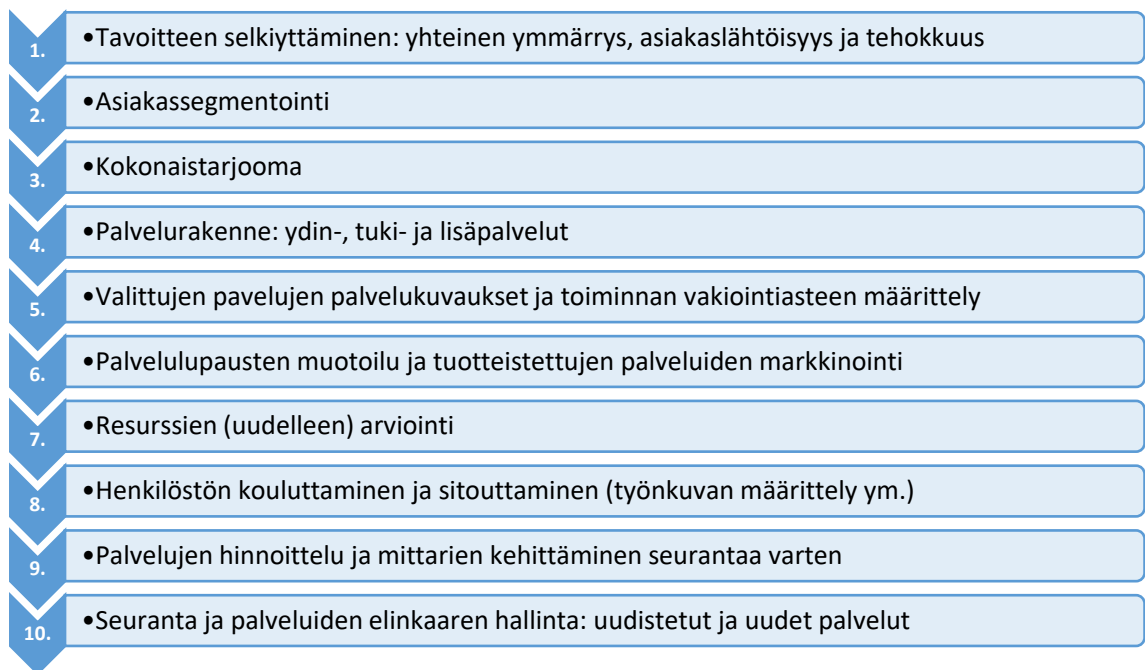 1. •Tavoitteen selkiyttäminen: yhteinen ymmärrys, asiakaslähtöisyys ja tehokkuus
2. •Asiakassegmentointi
3. •Kokonaistarjooma
4. •Palvelurakenne: ydin-, tuki- ja lisäpalvelut
5. •Valittujen pavelujen palvelukuvaukset ja toiminnan vakiointiasteen määrittely
6. •Palvelulupausten muotoilu ja tuotteistettujen palveluiden markkinointi
7. •Resurssien (uudelleen) arviointi
8. •Henkilöstön kouluttaminen ja sitouttaminen (työnkuvan määrittely ym.)
9. •Palvelujen hinnoittelu ja mittarien kehittäminen seurantaa varten
10. •Seuranta ja palveluiden elinkaaren hallinta: uudistetut ja uudet palvelut